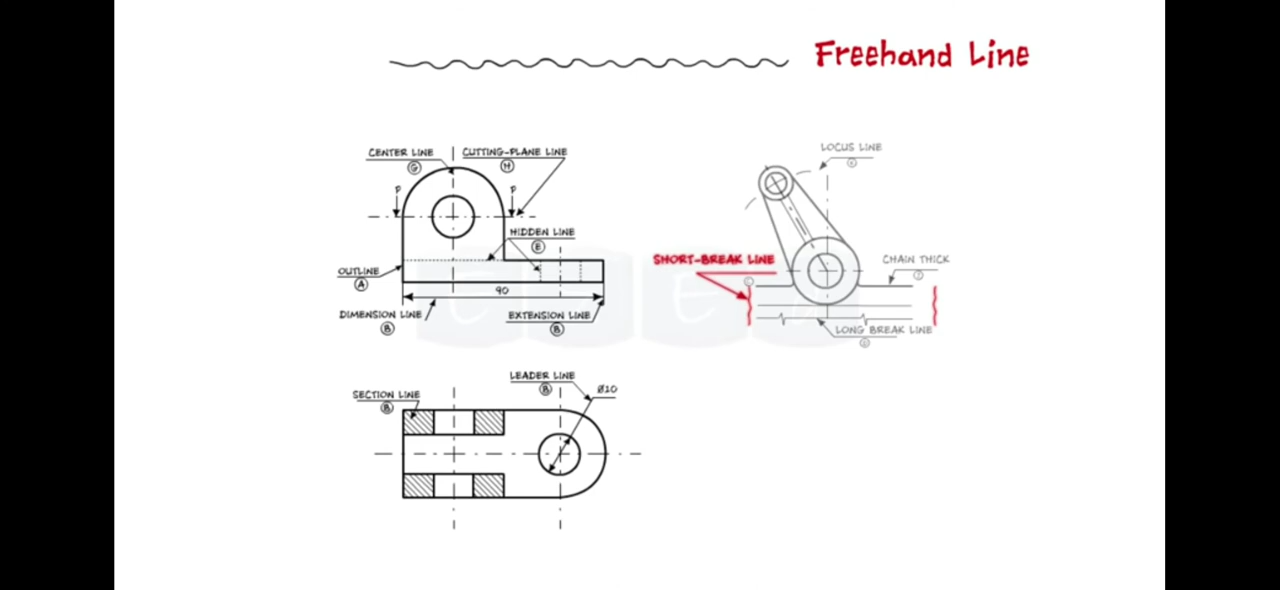 Freehand Line
CENTER LINE
G
CUTTING-PLANE LINE
H
P
P
HIDDEN LINE
E
OUTLINE
A
90
DIMENSION LINE
B
EXTENSION LINE
B
LOCUS LINE
SHORT-BREAK LINE
C
CHAIN THICK
J
LONG BREAK LINE
D
LEADER LINE
B
Ø10
SECTION LINE
B